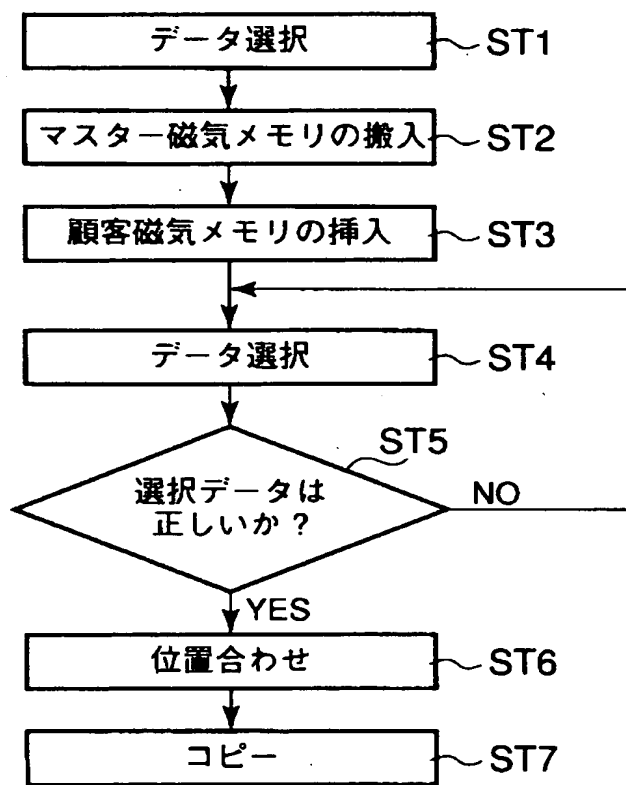 データ選択 ST1
マスター磁気メモリの搬入 ST2
顧客磁気メモリの挿入 ST3
データ選択 ST4
ST5
選択データは
正しいか？
NO
YES
位置合わせ ST6
コピー ST7